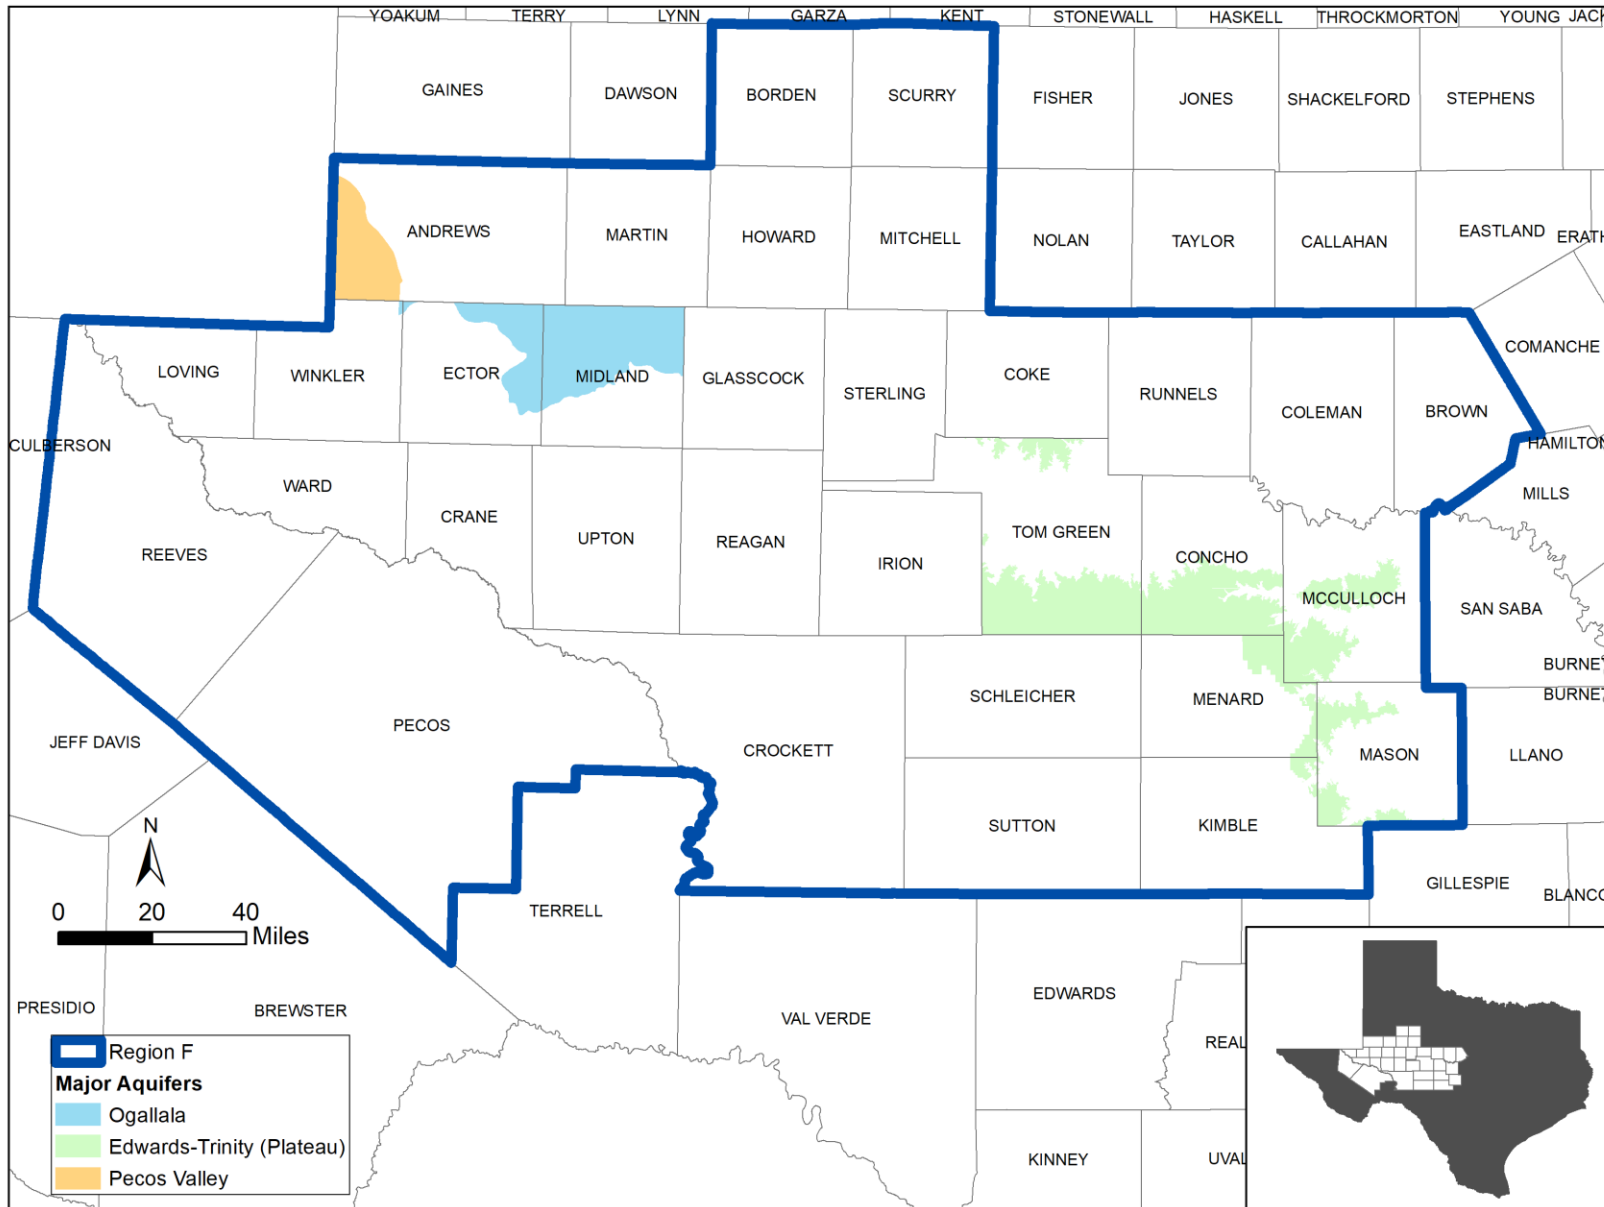 YOAKUM TERRY LYNN GARZA KENT STONEWALL HASKELL THROCKMORTON YOUNG JACK
GAINES DAWSON BORDEN SCURRY FISHER JONES SHACKELFORD STEPHENS
ANDREWS MARTIN HOWARD MITCHELL NOLAN TAYLOR CALLAHAN EASTLAND ERATH
COMANCHE
LOVING WINKLER ECTOR MIDLAND GLASSCOCK STERLING COKE RUNNELS COLEMAN BROWN
CULBERSON HAMILTON
WARD CRANE MILLS
REEVES UPTON REAGAN IRION TOM GREEN CONCHO MCCULLOCH SAN SABA
BURNET
BURNET
PECOS SCHLEICHER MENARD
JEFF DAVIS CROCKETT MASON LLANO
SUTTON KIMBLE
GILLESPIE BLANCO
N
0 20 40
Miles
TERRELL
PRESIDIO BREWSTER VAL VERDE EDWARDS REAL
KINNEY UVAL
Region F
Major Aquifers
Ogallala
Edwards-Trinity (Plateau)
Pecos Valley